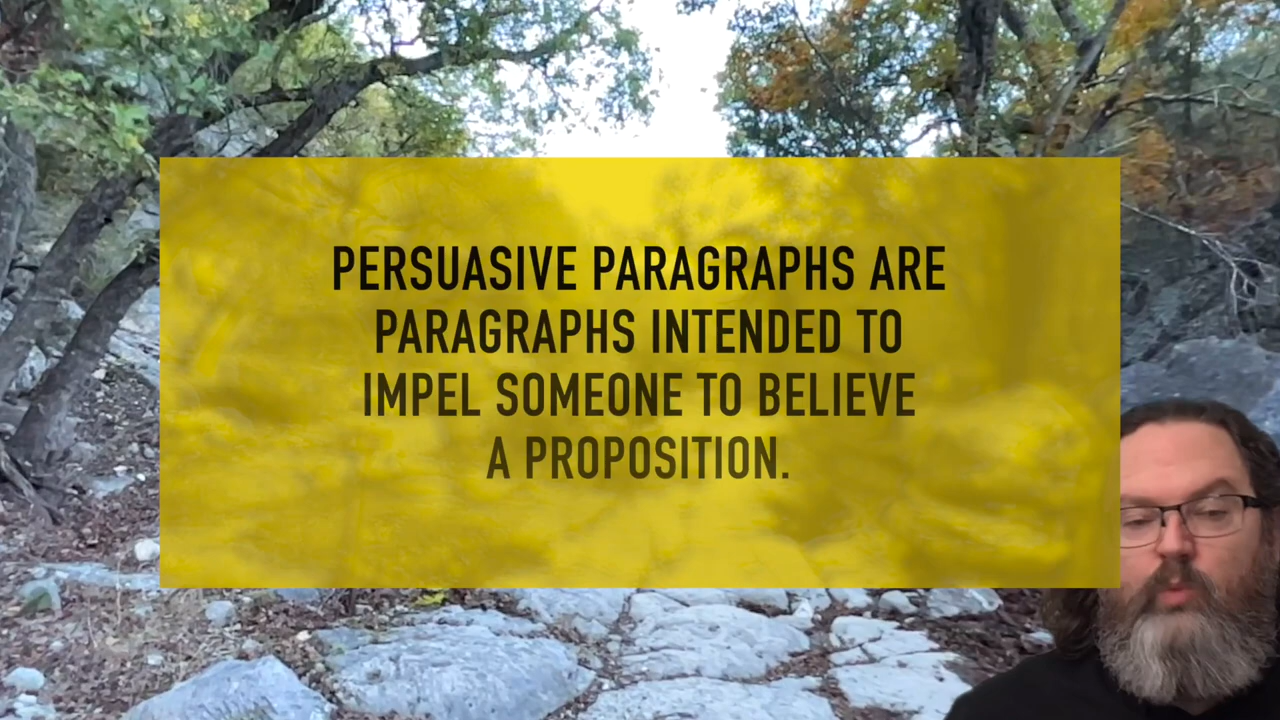 PERSUASIVE PARAGRAPHS ARE
PARAGRAPHS INTENDED TO
IMPEL SOMEONE TO BELIEVE
A PROPOSITION.